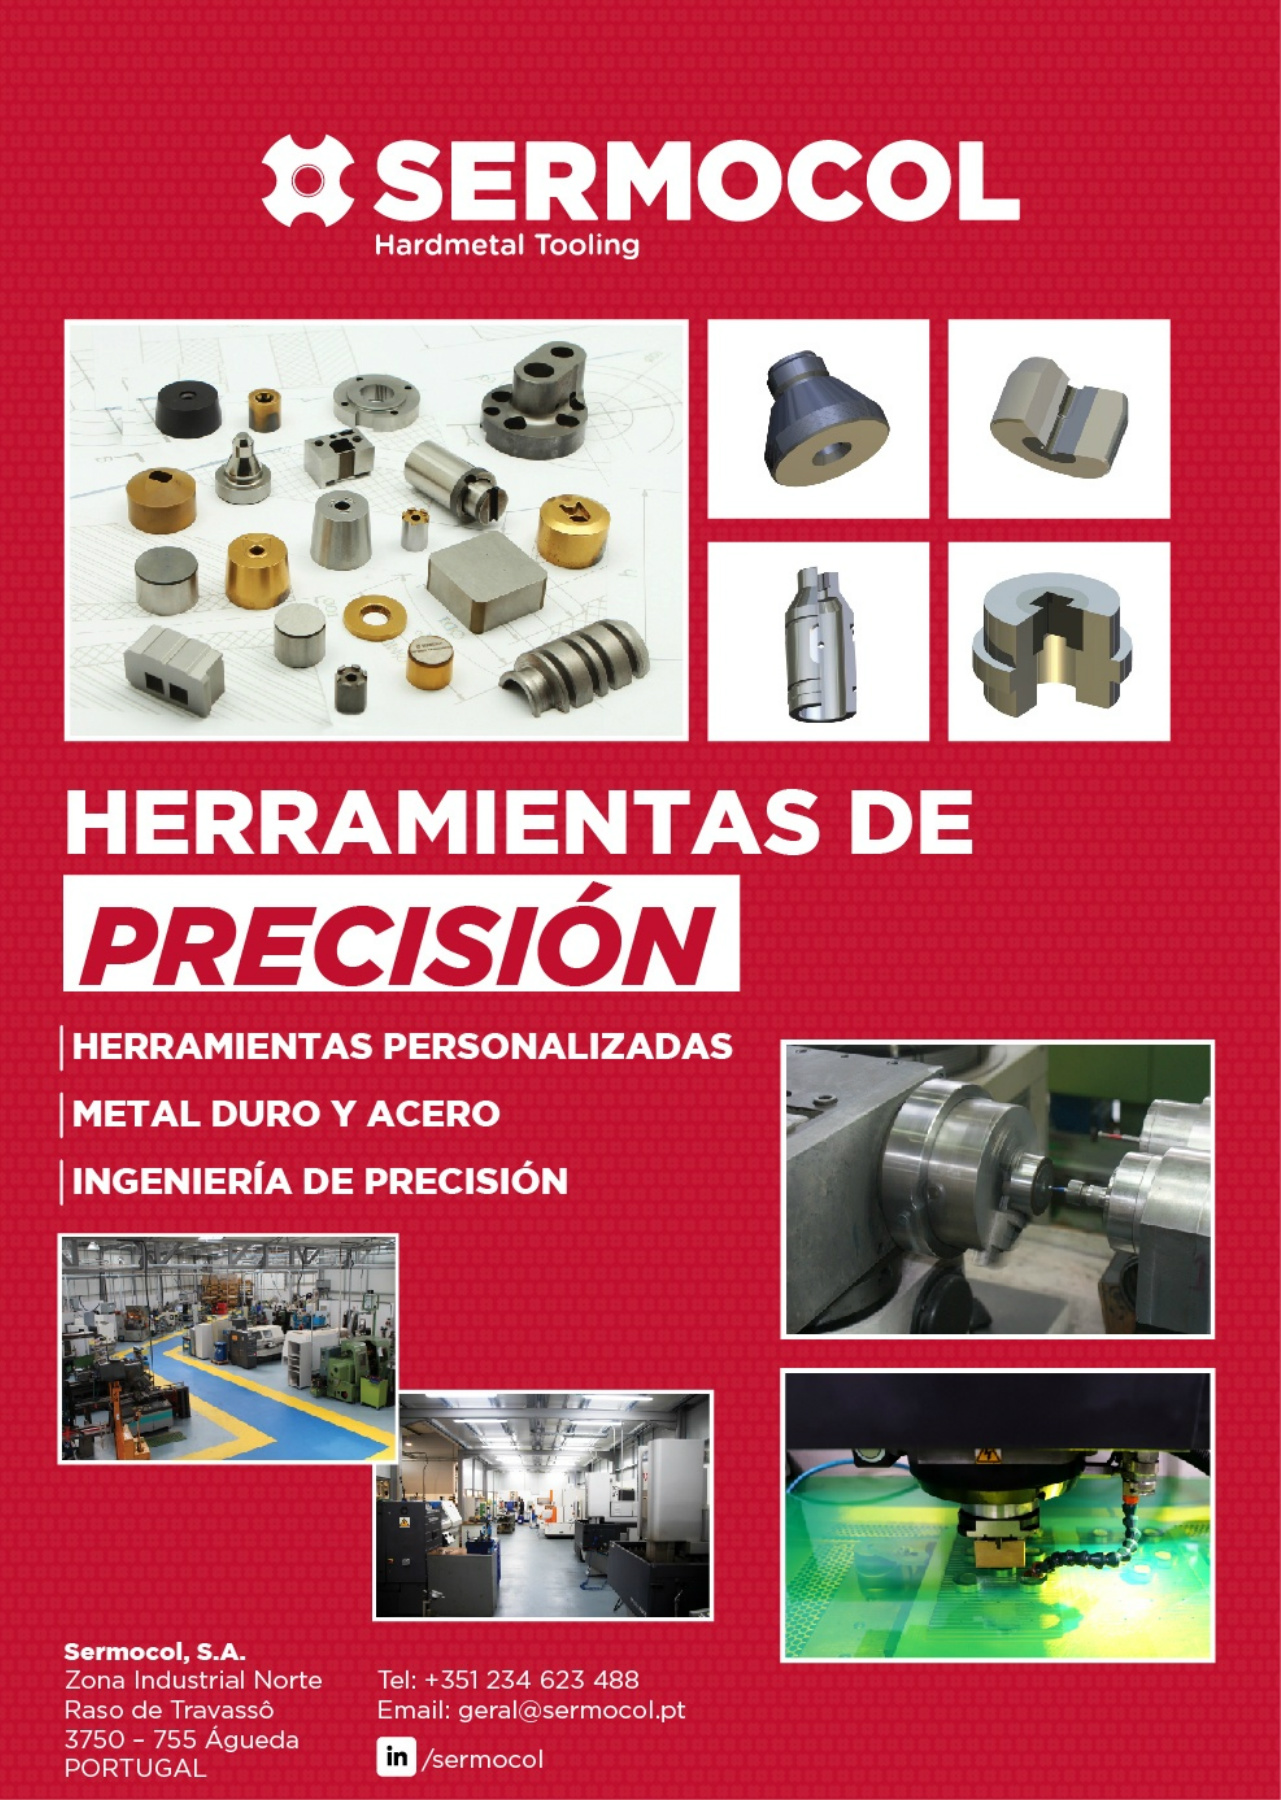 SERMOCOL
Hardmetal Tooling
HERRAMIENTAS DE
PRECISIÓN
HERRAMIENTAS PERSONALIZADAS
METAL DURO Y ACERO
INGENIERÍA DE PRECISIÓN
Sermocol, S.A.
Zona Industrial Norte
Raso de Travassô
3750 – 755 Águeda
PORTUGAL
Tel: +351 234 623 488
Email: geral@sermocol.pt
in /sermocol